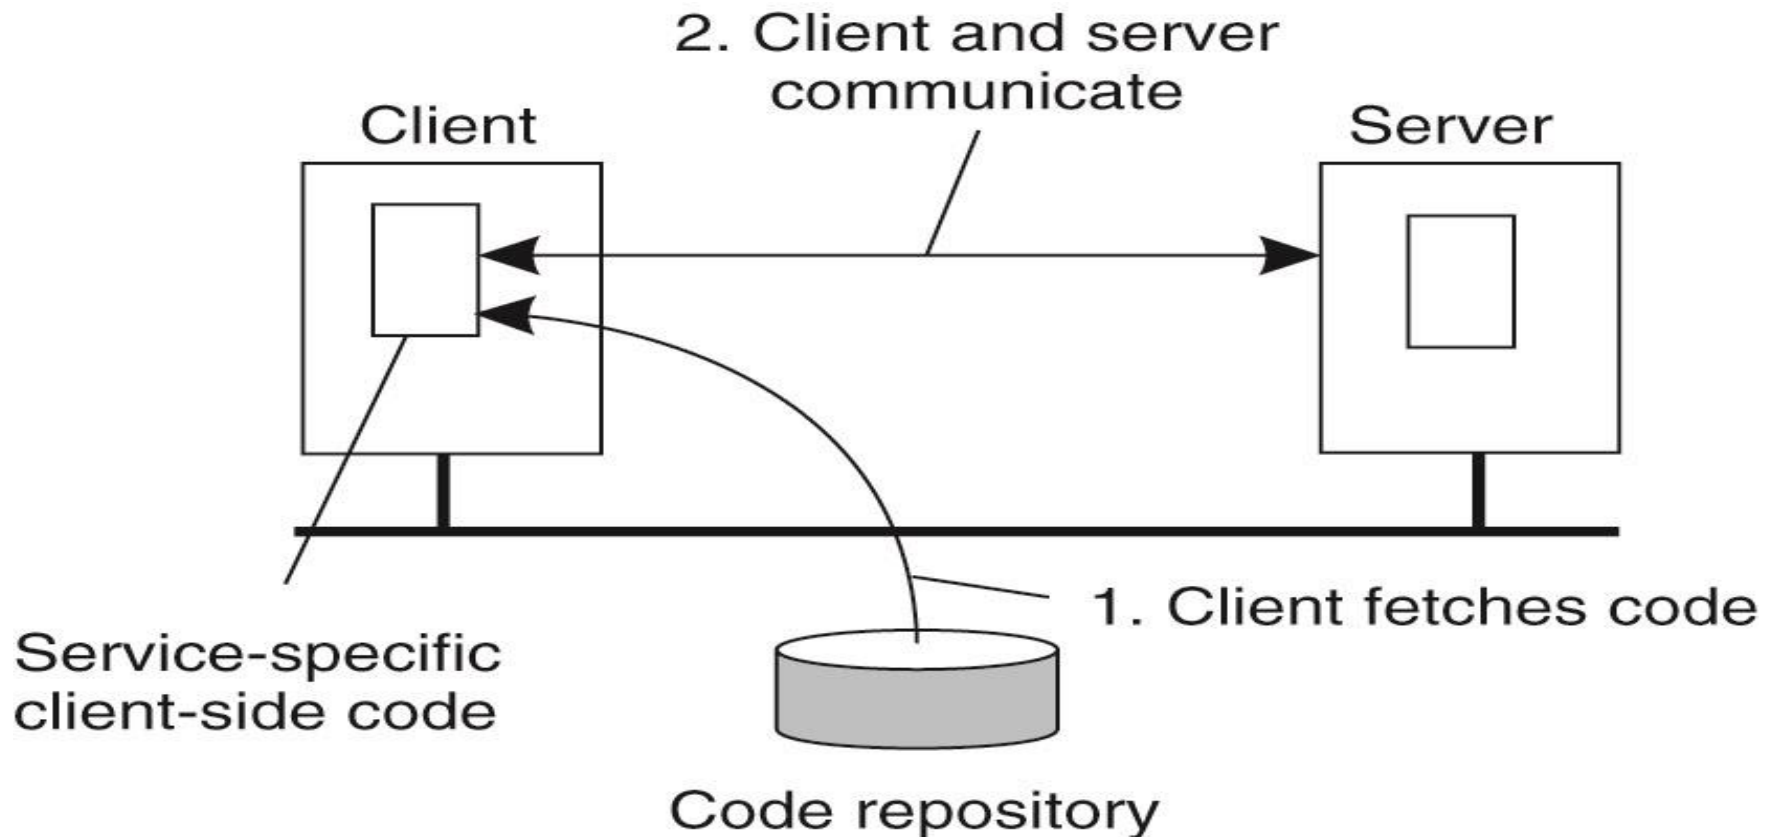 2. Client and server
communicate
Client
Server
1. Client fetches code
Service-specific
client-side code
Code repository